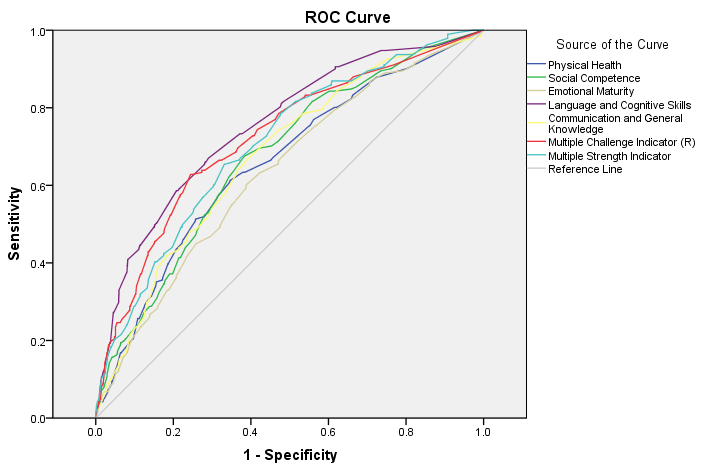 ROC Curve
Source of the Curve
Physical Health
Social Competence
Emotional Maturity
Language and Cognitive Skills
Communication and General
Knowledge
Multiple Challenge Indicator (R)
Multiple Strength Indicator
Reference Line
Sensitivity
1.0
0.8
0.6
0.4
0.2
0.0
0.0 0.2 0.4 0.6 0.8 1.0
1 - Specificity